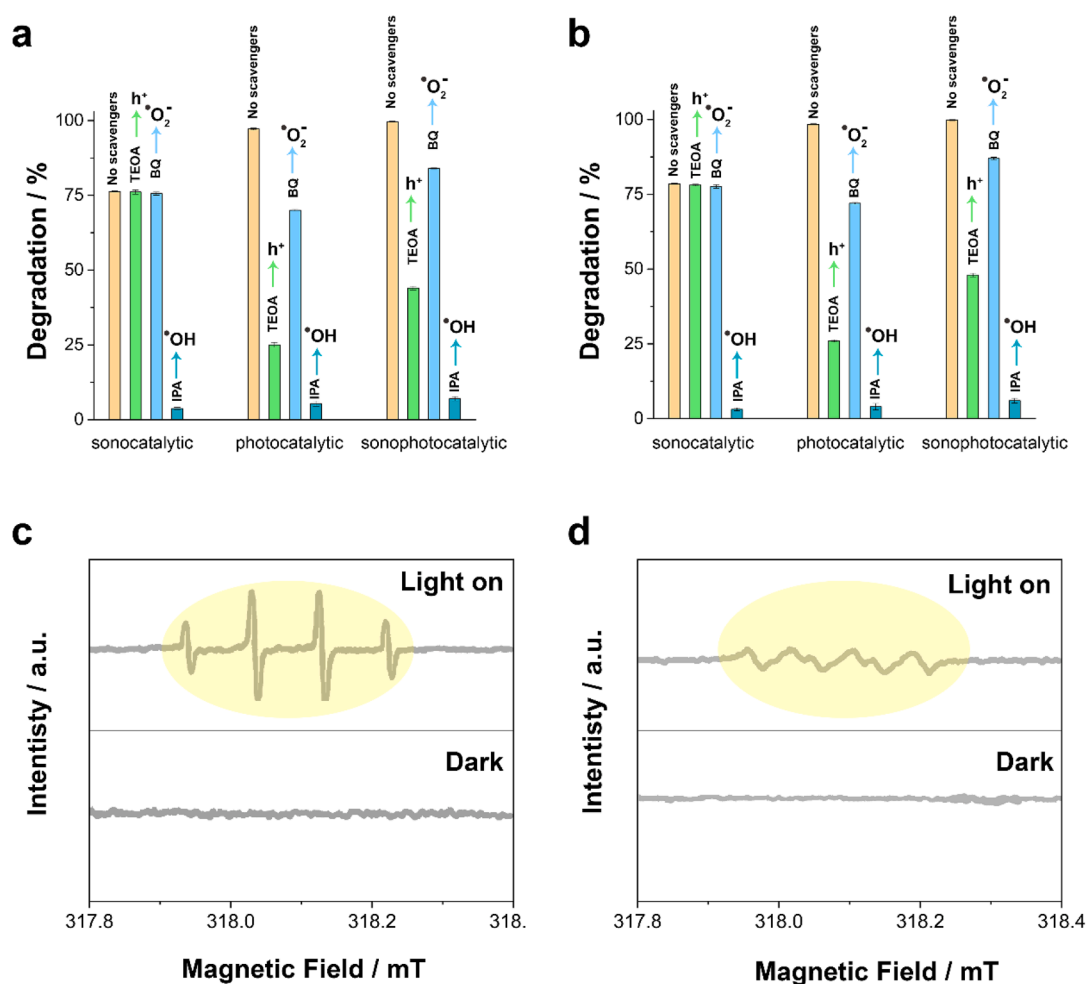 a
No scavengers
TEOA
h⁺
BQ
•O₂⁻
IPA
•OH
No scavengers
TEOA
h⁺
BQ
•O₂⁻
IPA
•OH
No scavengers
TEOA
h⁺
BQ
•O₂⁻
IPA
•OH
Degradation / %
100
75
50
25
0
sonocatalytic photocatalytic sonophotocatalytic
b
No scavengers
TEOA
h⁺
BQ
•O₂⁻
IPA
•OH
No scavengers
TEOA
h⁺
BQ
•O₂⁻
IPA
•OH
No scavengers
TEOA
h⁺
BQ
•O₂⁻
IPA
•OH
Degradation / %
100
75
50
25
0
sonocatalytic photocatalytic sonophotocatalytic
c
Light on
Dark
Intentisty / a.u.
317.8 318.0 318.2 318.
Magnetic Field / mT
d
Light on
Dark
Intentisty / a.u.
317.8 318.0 318.2 318.4
Magnetic Field / mT